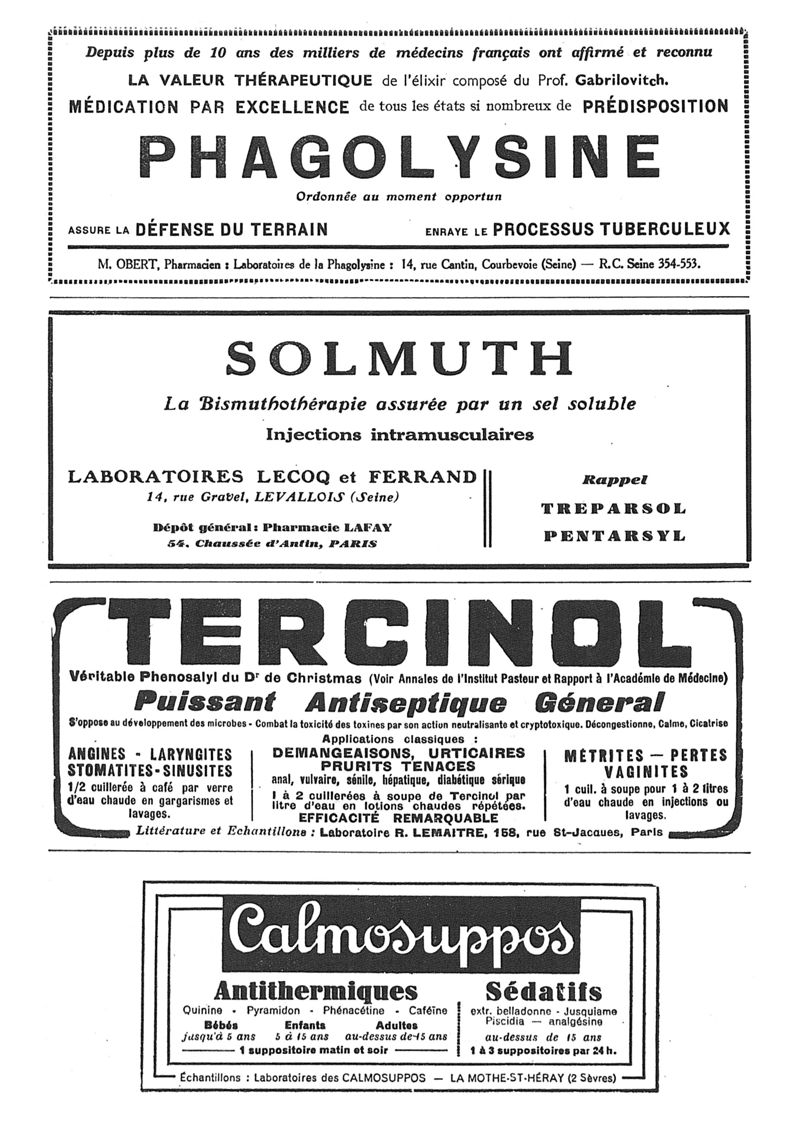 Depuis plus de 10 ans des milliers de médecins français ont affirmé et reconnu
LA VALEUR THÉRAPEUTIQUE de l'élixir composé du Prof. Gabrilovitch.
MÉDICATION PAR EXCELLENCE de tous les états si nombreux de PRÉDISPOSITION
PHAGOLYSINE
Ordonnée au moment opportun
ASSURE LA DÉFENSE DU TERRAIN ENRAYE LE PROCESSUS TUBERCULEUX
M. OBERT, Pharmacien : Laboratoires de la Phagolysine : 14, rue Cantin, Courbevoie (Seine) — R.C. Seine 354-553.
SOLMUTH
La Bismuthothérapie assurée par un sel soluble
Injections intramusculaires
LABORATOIRES LECOQ et FERRAND
14, rue Gravel, LEVALLOIS (Seine)
Dépôt général: Pharmacie LAFAY
54, Chaussée d'Antin, PARIS
Rappel
TREPARSOL
PENTARSYL
TERCINOL
Véritable Phenosalyl du Dr de Christmas (Voir Annales de l'Institut Pasteur et Rapport à l'Académie de Médecine)
Puissant Antiseptique Géneral
S'oppose au développement des microbes - Combat la toxicité des toxines par son action neutralisante et cryptotoxique. Décongestionne, Calme, Cicatrise
Applications classiques :
ANGINES - LARYNGITES
STOMATITES-SINUSITES
1/2 cuillerée à café par verre
d'eau chaude en gargarismes et
lavages.
DEMANGEAISONS, URTICAIRES
PRURITS TENACES
anal, vulvaire, sénile, hépatique, diabétique sérique
1 à 2 cuillerées à soupe de Tercinol par
litre d'eau en lotions chaudes répétées.
EFFICACITÉ REMARQUABLE
MÉTRITES — PERTES
VAGINITES
1 cuil. à soupe pour 1 à 2 litres
d'eau chaude en injections ou
lavages.
Littérature et Echantillons : Laboratoire R. LEMAITRE, 158, rue St-Jacques, Paris
Calmosuppos
Antithermiques
Quinine - Pyramidon - Phénacétine - Caféïne
Bébés Enfants Adultes
jusqu'à 5 ans 5 à 15 ans au-dessus de 15 ans
1 suppositoire matin et soir
Sédatifs
extr. belladonne - Jusquiame
Piscidia — analgésine
au-dessus de 15 ans
1 à 3 suppositoires par 24 h.
Échantillons : Laboratoires des CALMOSUPPOS — LA MOTHE-ST-HÉRAY (2 Sèvres)